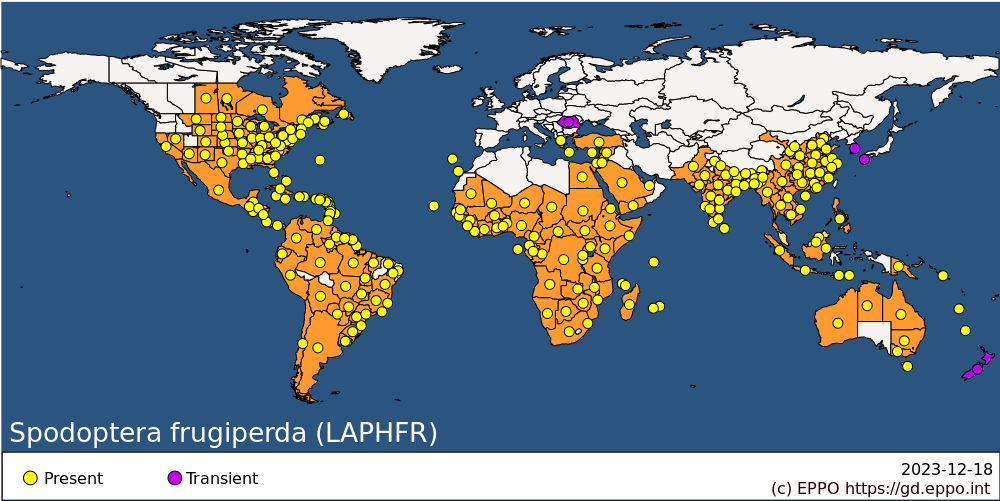 Spodoptera frugiperda (LAPHFR)
Present
Transient
2023-12-18
(c) EPPO https://gd.eppo.int